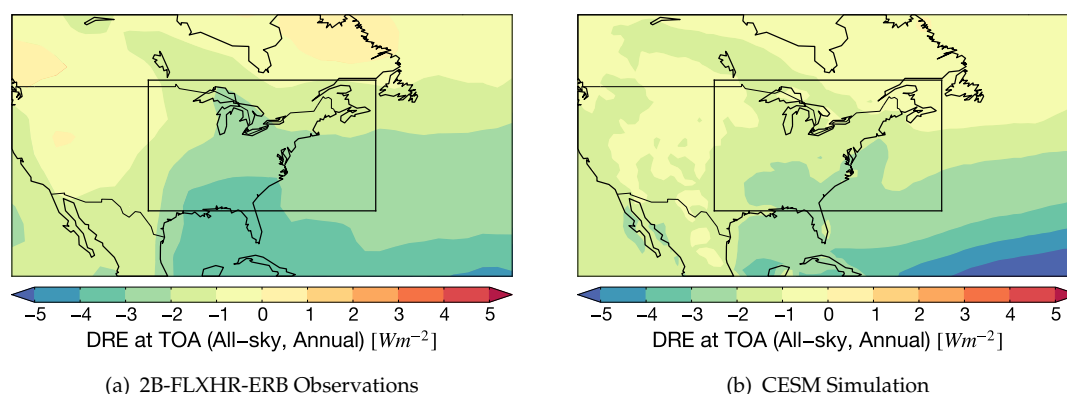 −5 −4 −3 −2 −1 0 1 2 3 4 5
DRE at TOA (All−sky, Annual) [Wm⁻²]
(a) 2B-FLXHR-ERB Observations
−5 −4 −3 −2 −1 0 1 2 3 4 5
DRE at TOA (All−sky, Annual) [Wm⁻²]
(b) CESM Simulation